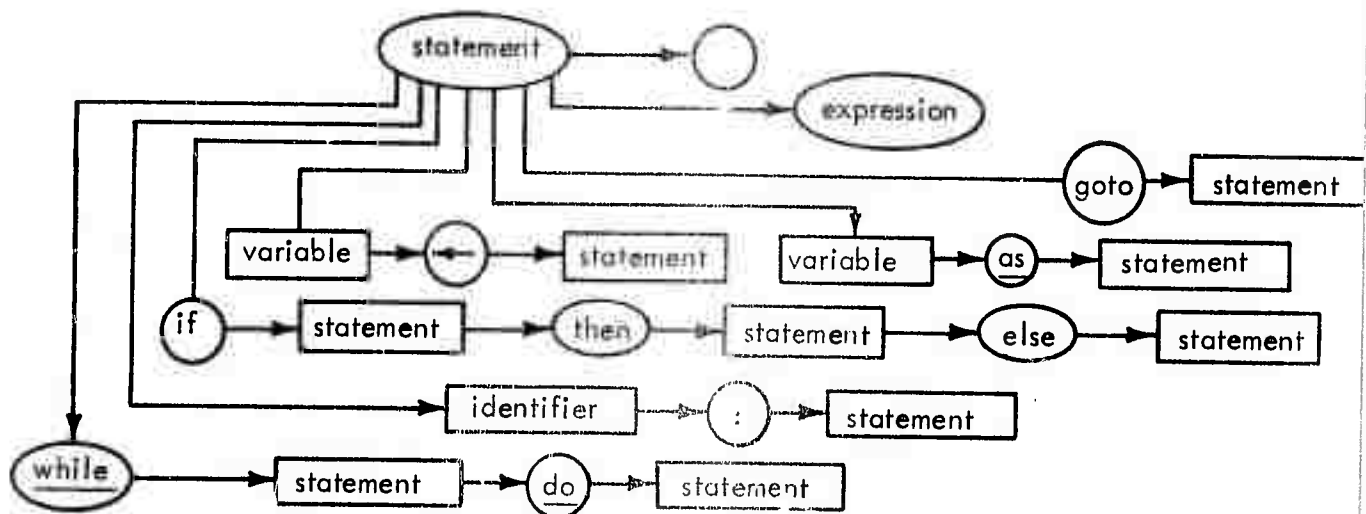 statement
expression
goto statement
variable ← statement
variable as statement
if statement then statement else statement
identifier : statement
while statement do statement